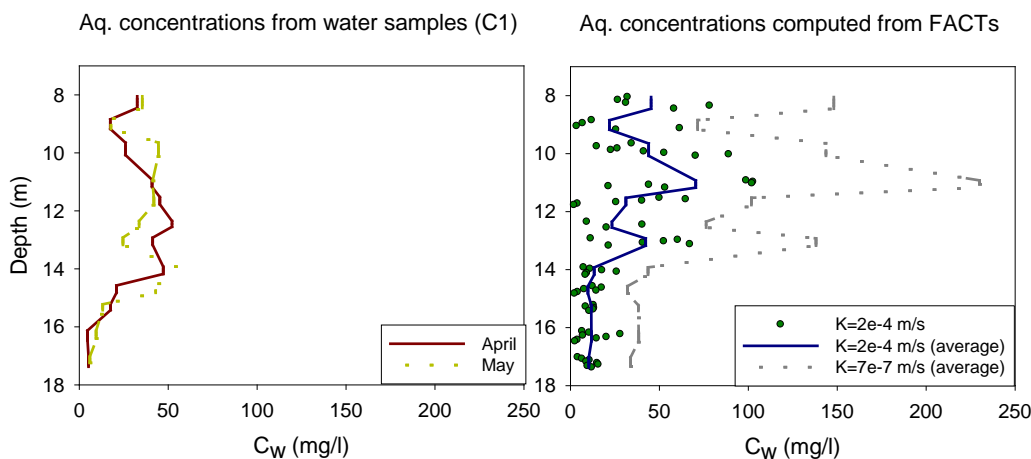 Aq. concentrations from water samples (C1)
Aq. concentrations computed from FACTs
Depth (m)
8
10
12
14
16
18
0
50
100
150
200
250
C_W (mg/l)
April
May
8
10
12
14
16
18
0
50
100
150
200
250
C_W (mg/l)
K=2e-4 m/s
K=2e-4 m/s (average)
K=7e-7 m/s (average)